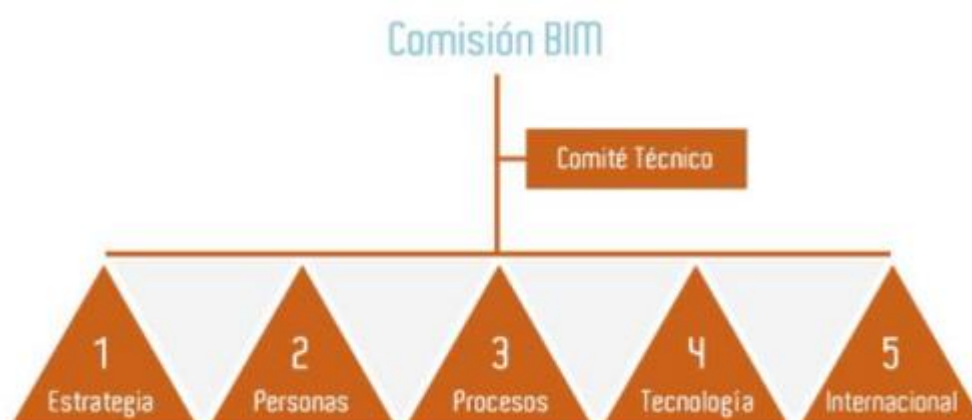 Comisión BIM
Comité Técnico
1
Estrategia
2
Personas
3
Procesos
4
Tecnología
5
Internacional